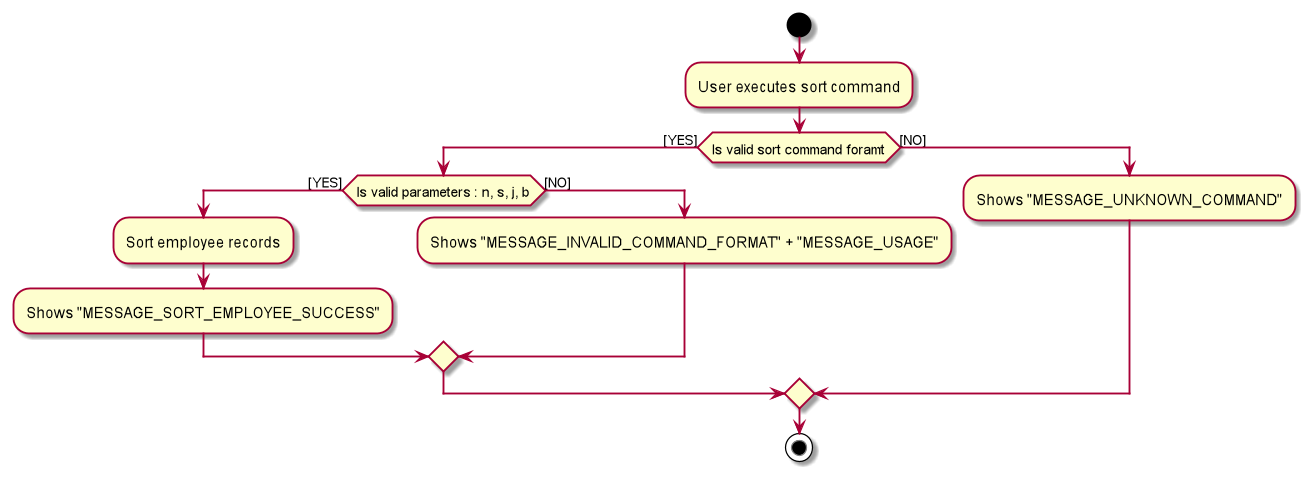 User executes sort command
[YES]
Is valid sort command foramt
[NO]
[YES]
Is valid parameters : n, s, j, b
[NO]
Shows "MESSAGE_UNKNOWN_COMMAND"
Sort employee records
Shows "MESSAGE_INVALID_COMMAND_FORMAT" + "MESSAGE_USAGE"
Shows "MESSAGE_SORT_EMPLOYEE_SUCCESS"